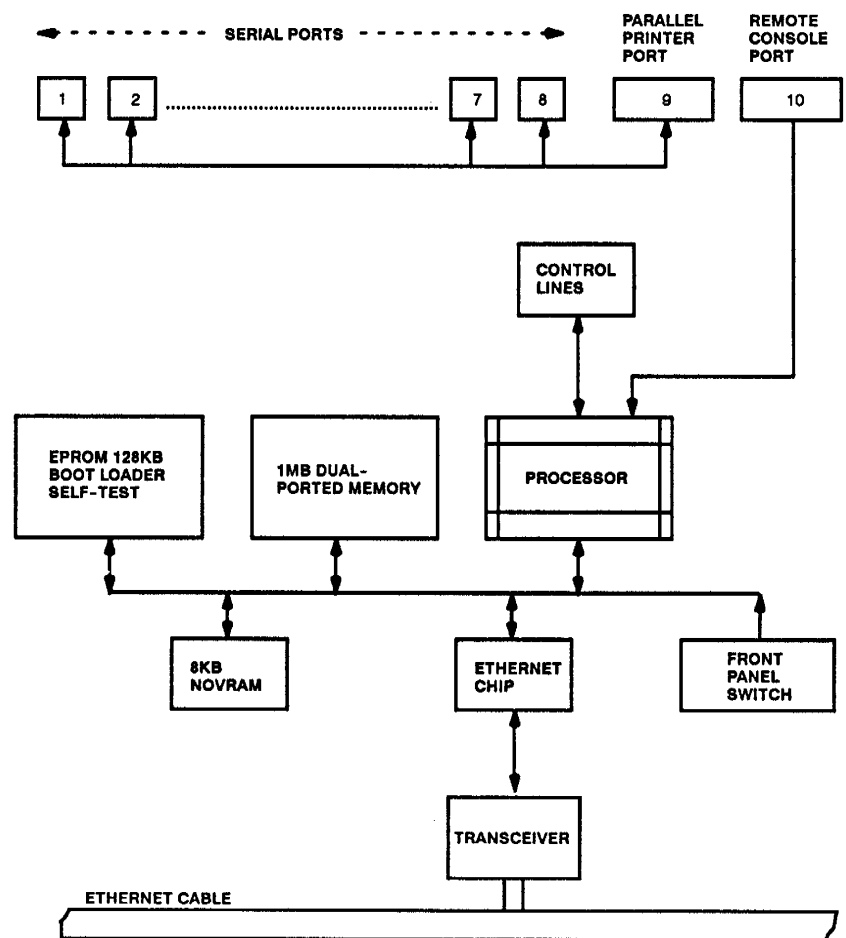 SERIAL PORTS
PARALLEL
PRINTER
PORT
REMOTE
CONSOLE
PORT
1
2
7
8
9
10
CONTROL
LINES
EPROM 128KB
BOOT LOADER
SELF-TEST
1MB DUAL-
PORTED MEMORY
PROCESSOR
8KB
NOVRAM
ETHERNET
CHIP
FRONT
PANEL
SWITCH
TRANSCEIVER
ETHERNET CABLE